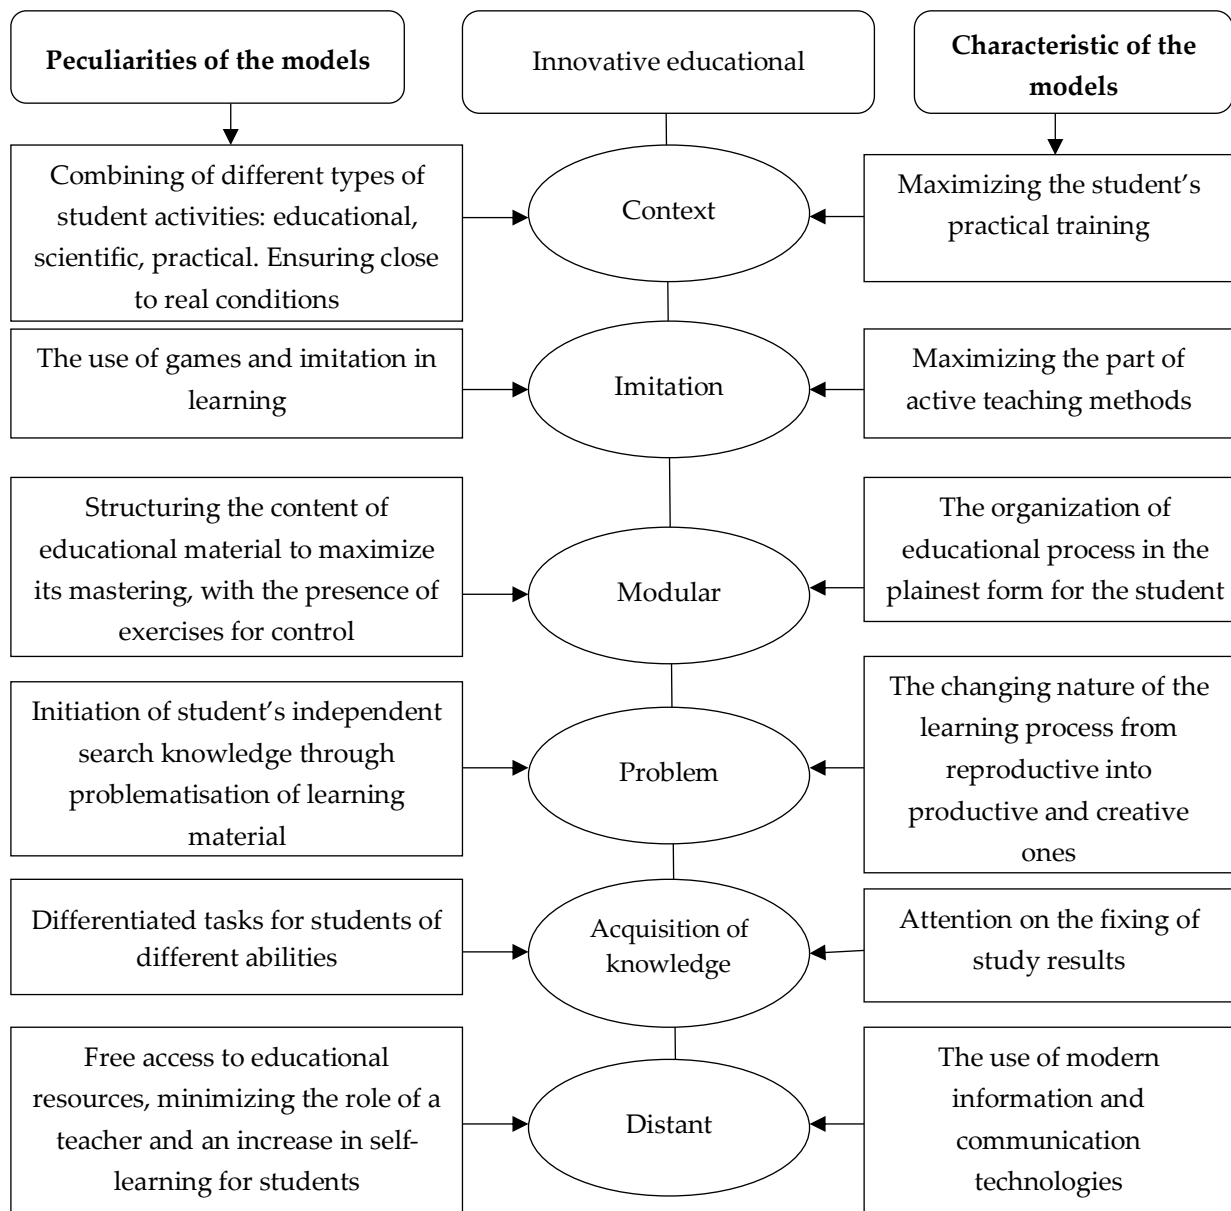 Peculiarities of the models
Innovative educational
Characteristic of the
models
Combining of different types of
student activities: educational,
scientific, practical. Ensuring close
to real conditions
Context
Maximizing the student’s
practical training
The use of games and imitation in
learning
Imitation
Maximizing the part of
active teaching methods
Structuring the content of
educational material to maximize
its mastering, with the presence of
exercises for control
Modular
The organization of
educational process in the
plainest form for the student
Initiation of student’s independent
search knowledge through
problematisation of learning
material
Problem
The changing nature of the
learning process from
reproductive into
productive and creative
ones
Differentiated tasks for students of
different abilities
Acquisition of
knowledge
Attention on the fixing of
study results
Free access to educational
resources, minimizing the role of a
teacher and an increase in self-
learning for students
Distant
The use of modern
information and
communication
technologies